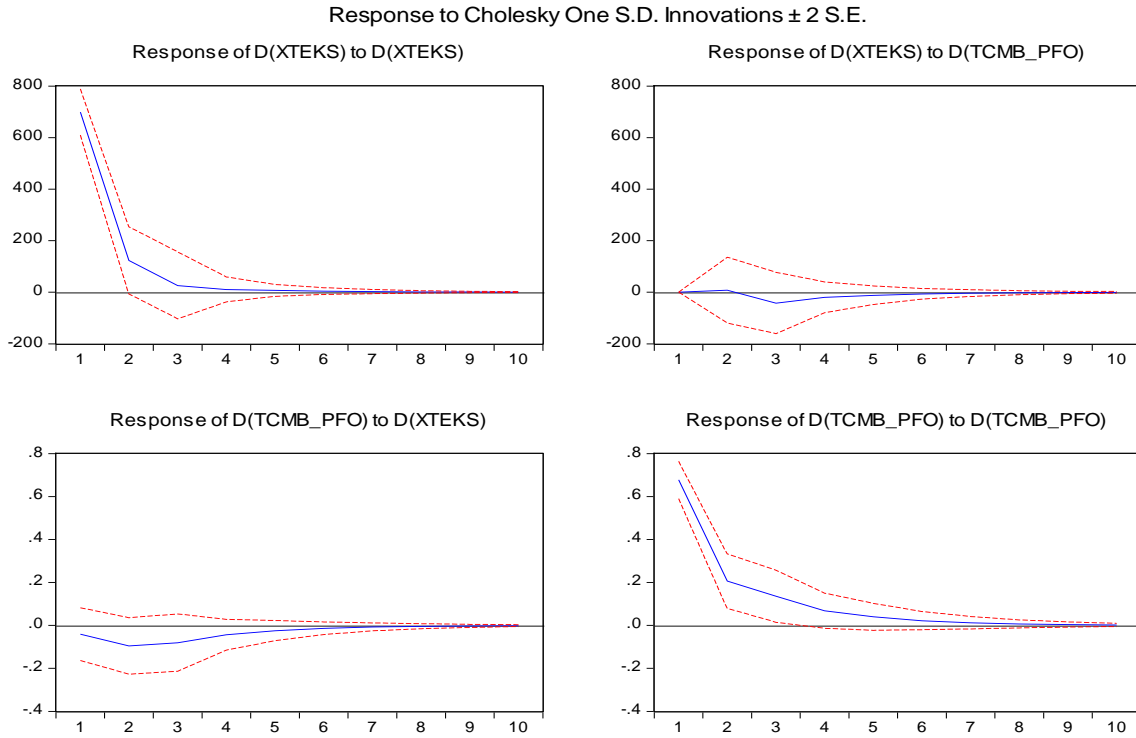 Response to Cholesky One S.D. Innovations ± 2 S.E.
Response of D(XTEKS) to D(XTEKS)
800
600
400
200
0
-200
1 2 3 4 5 6 7 8 9 10
Response of D(XTEKS) to D(TCMB_PFO)
800
600
400
200
0
-200
1 2 3 4 5 6 7 8 9 10
Response of D(TCMB_PFO) to D(XTEKS)
.8
.6
.4
.2
.0
-.2
-.4
1 2 3 4 5 6 7 8 9 10
Response of D(TCMB_PFO) to D(TCMB_PFO)
.8
.6
.4
.2
.0
-.2
-.4
1 2 3 4 5 6 7 8 9 10